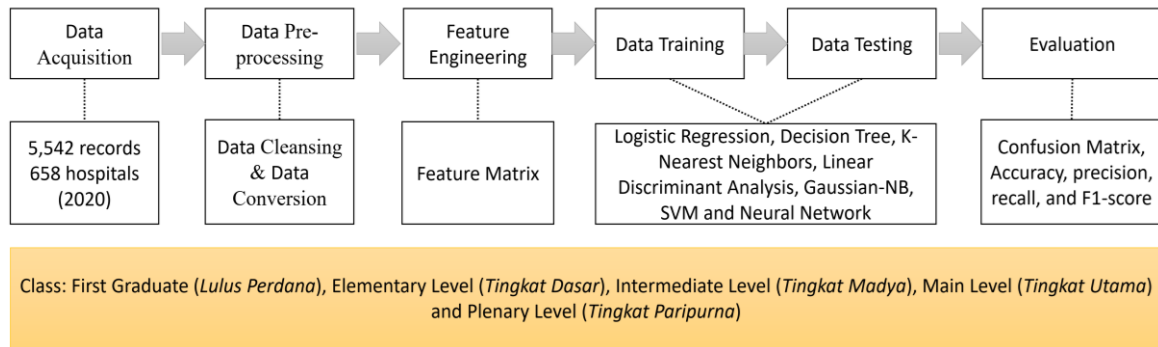 Data
Acquisition
Data Pre-
processing
Feature
Engineering
Data Training
Data Testing
Evaluation
5,542 records
658 hospitals
(2020)
Data Cleansing
& Data
Conversion
Feature Matrix
Logistic Regression, Decision Tree, K-
Nearest Neighbors, Linear
Discriminant Analysis, Gaussian-NB,
SVM and Neural Network
Confusion Matrix,
Accuracy, precision,
recall, and F1-score
Class: First Graduate (Lulus Perdana), Elementary Level (Tingkat Dasar), Intermediate Level (Tingkat Madya), Main Level (Tingkat Utama)
and Plenary Level (Tingkat Paripurna)